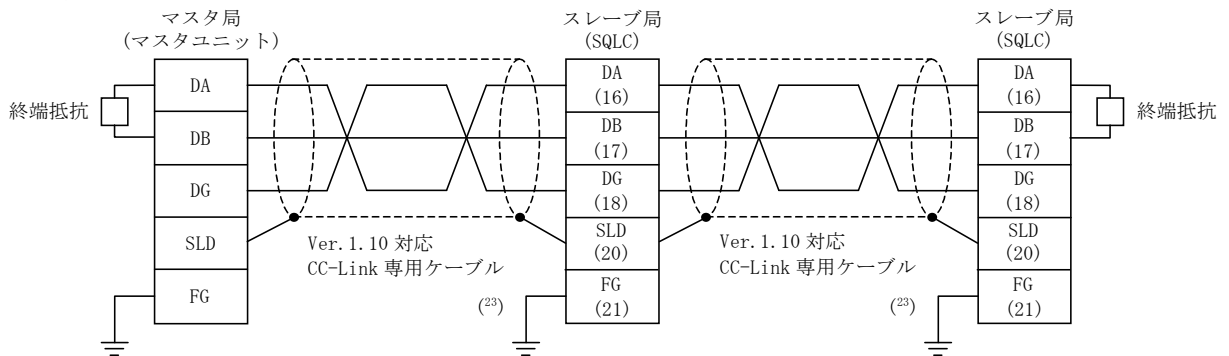 マスタ局
(マスタユニット)
スレーブ局
(SQLC)
スレーブ局
(SQLC)
終端抵抗
DA
DB
DG
SLD
FG
Ver.1.10 対応
CC-Link 専用ケーブル
(23)
DA
(16)
DB
(17)
DG
(18)
SLD
(20)
FG
(21)
Ver.1.10 対応
CC-Link 専用ケーブル
(23)
DA
(16)
DB
(17)
DG
(18)
SLD
(20)
FG
(21)
終端抵抗